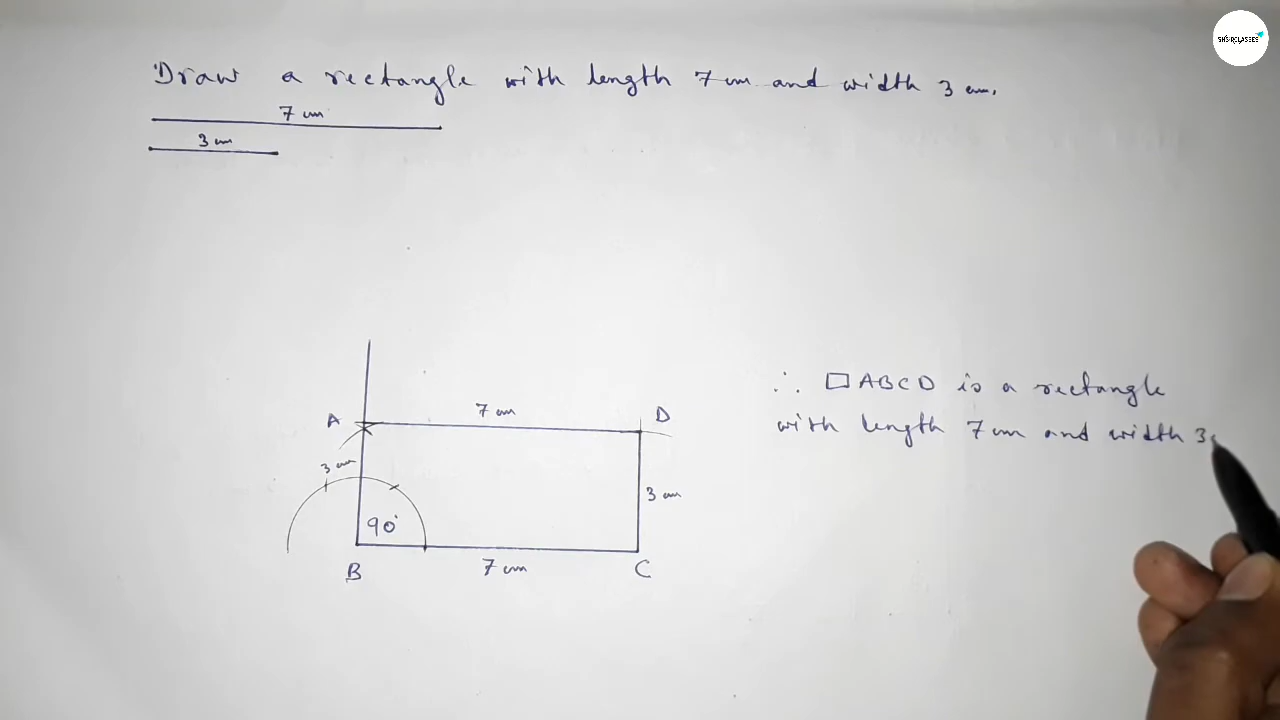 SHSIRCLASSES
Draw a rectangle with length 7 cm and width 3 cm.
7 cm
3 cm
A
7 cm
D
3 cm
3 cm
90°
B
7 cm
C
∴ □ABCD is a rectangle
with length 7 cm and width 3